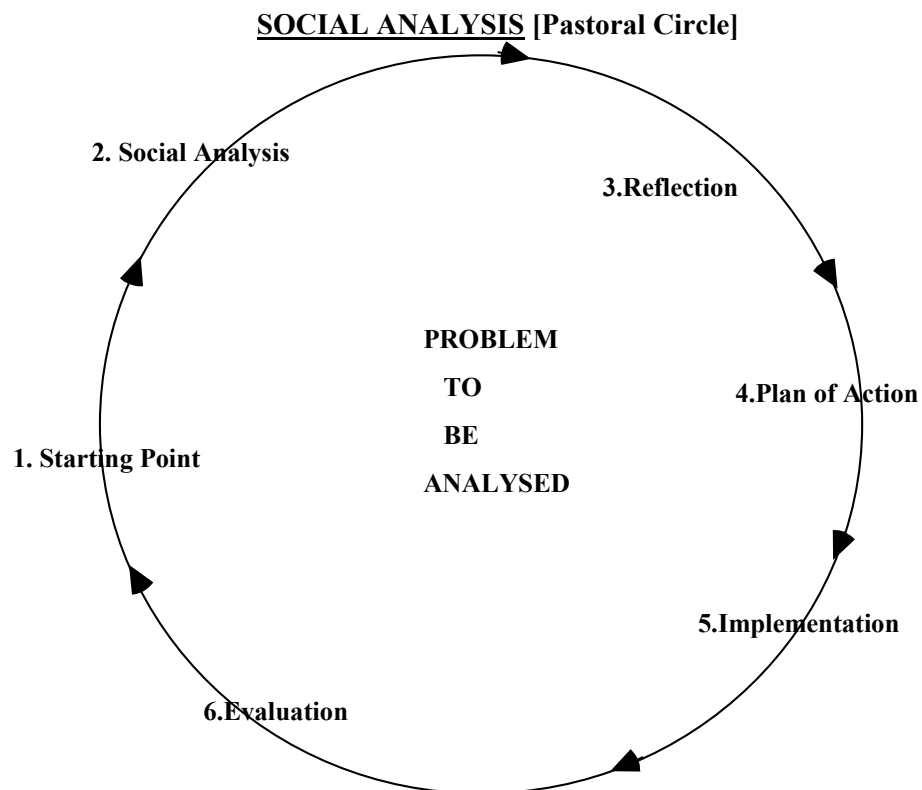 SOCIAL ANALYSIS [Pastoral Circle]
2. Social Analysis
3.Reflection
PROBLEM
TO
BE
ANALYSED
4.Plan of Action
1. Starting Point
5.Implementation
6.Evaluation